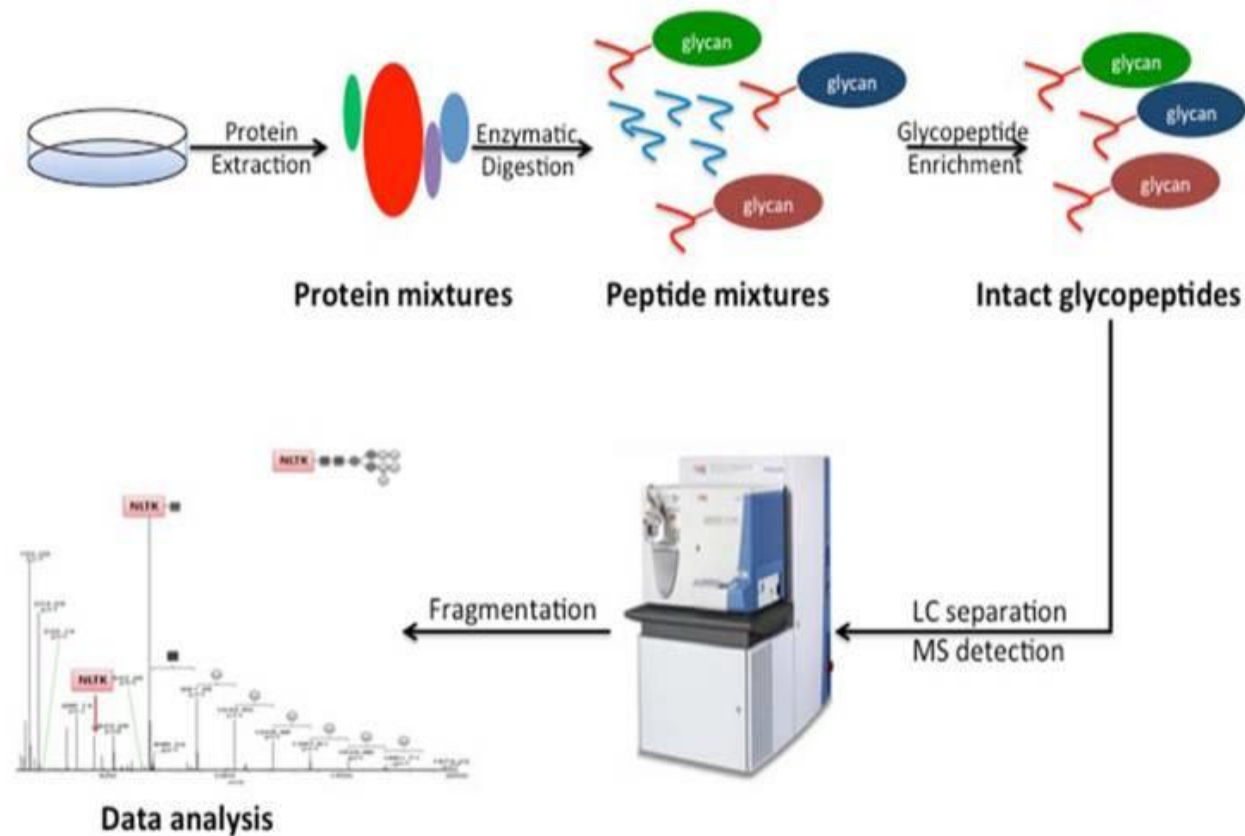 Protein
Extraction
Enzymatic
Digestion
glycan
glycan
glycan
Glycopeptide
Enrichment
glycan
glycan
glycan
Protein mixtures
Peptide mixtures
Intact glycopeptides
NLTK
NLTK
NLTK
Fragmentation
LC separation
MS detection
Data analysis